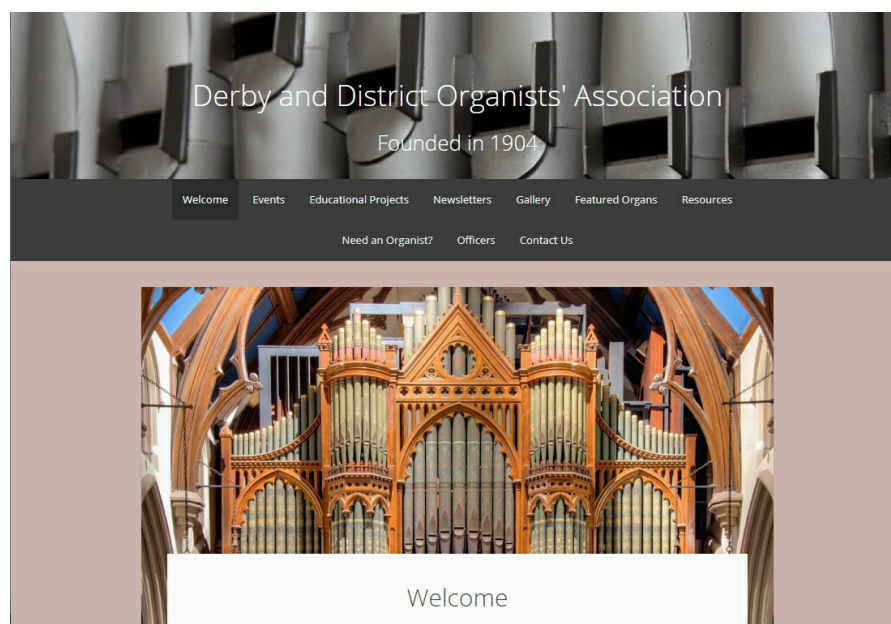 Derby and District Organists' Association
Founded in 1904
Welcome Events Educational Projects Newsletters Gallery Featured Organs Resources
Need an Organist? Officers Contact Us
Welcome